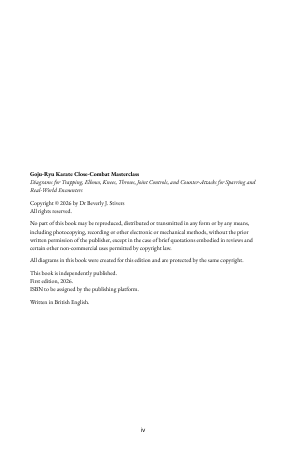 Goju-Ryu Karate Close-Combat Masterclass
Diagrams for Trapping, Elbows, Knees, Throws, Joint Controls, and Counter-Attacks for Sparring and
Real-World Encounters
Copyright © 2026 by Dr Beverly J. Stiven
All rights reserved.
No part of this book may be reproduced, distributed or transmitted in any form or by any means,
including photocopying, recording or other electronic or mechanical methods, without the prior
written permission of the publisher, except in the case of brief quotations embodied in reviews and
certain other non-commercial uses permitted by copyright law.
All diagrams in this book were created for this edition and are protected by the same copyright.
This book is independently published.
First edition, 2026.
ISBN to be assigned by the publishing platform.
Written in British English.
iv